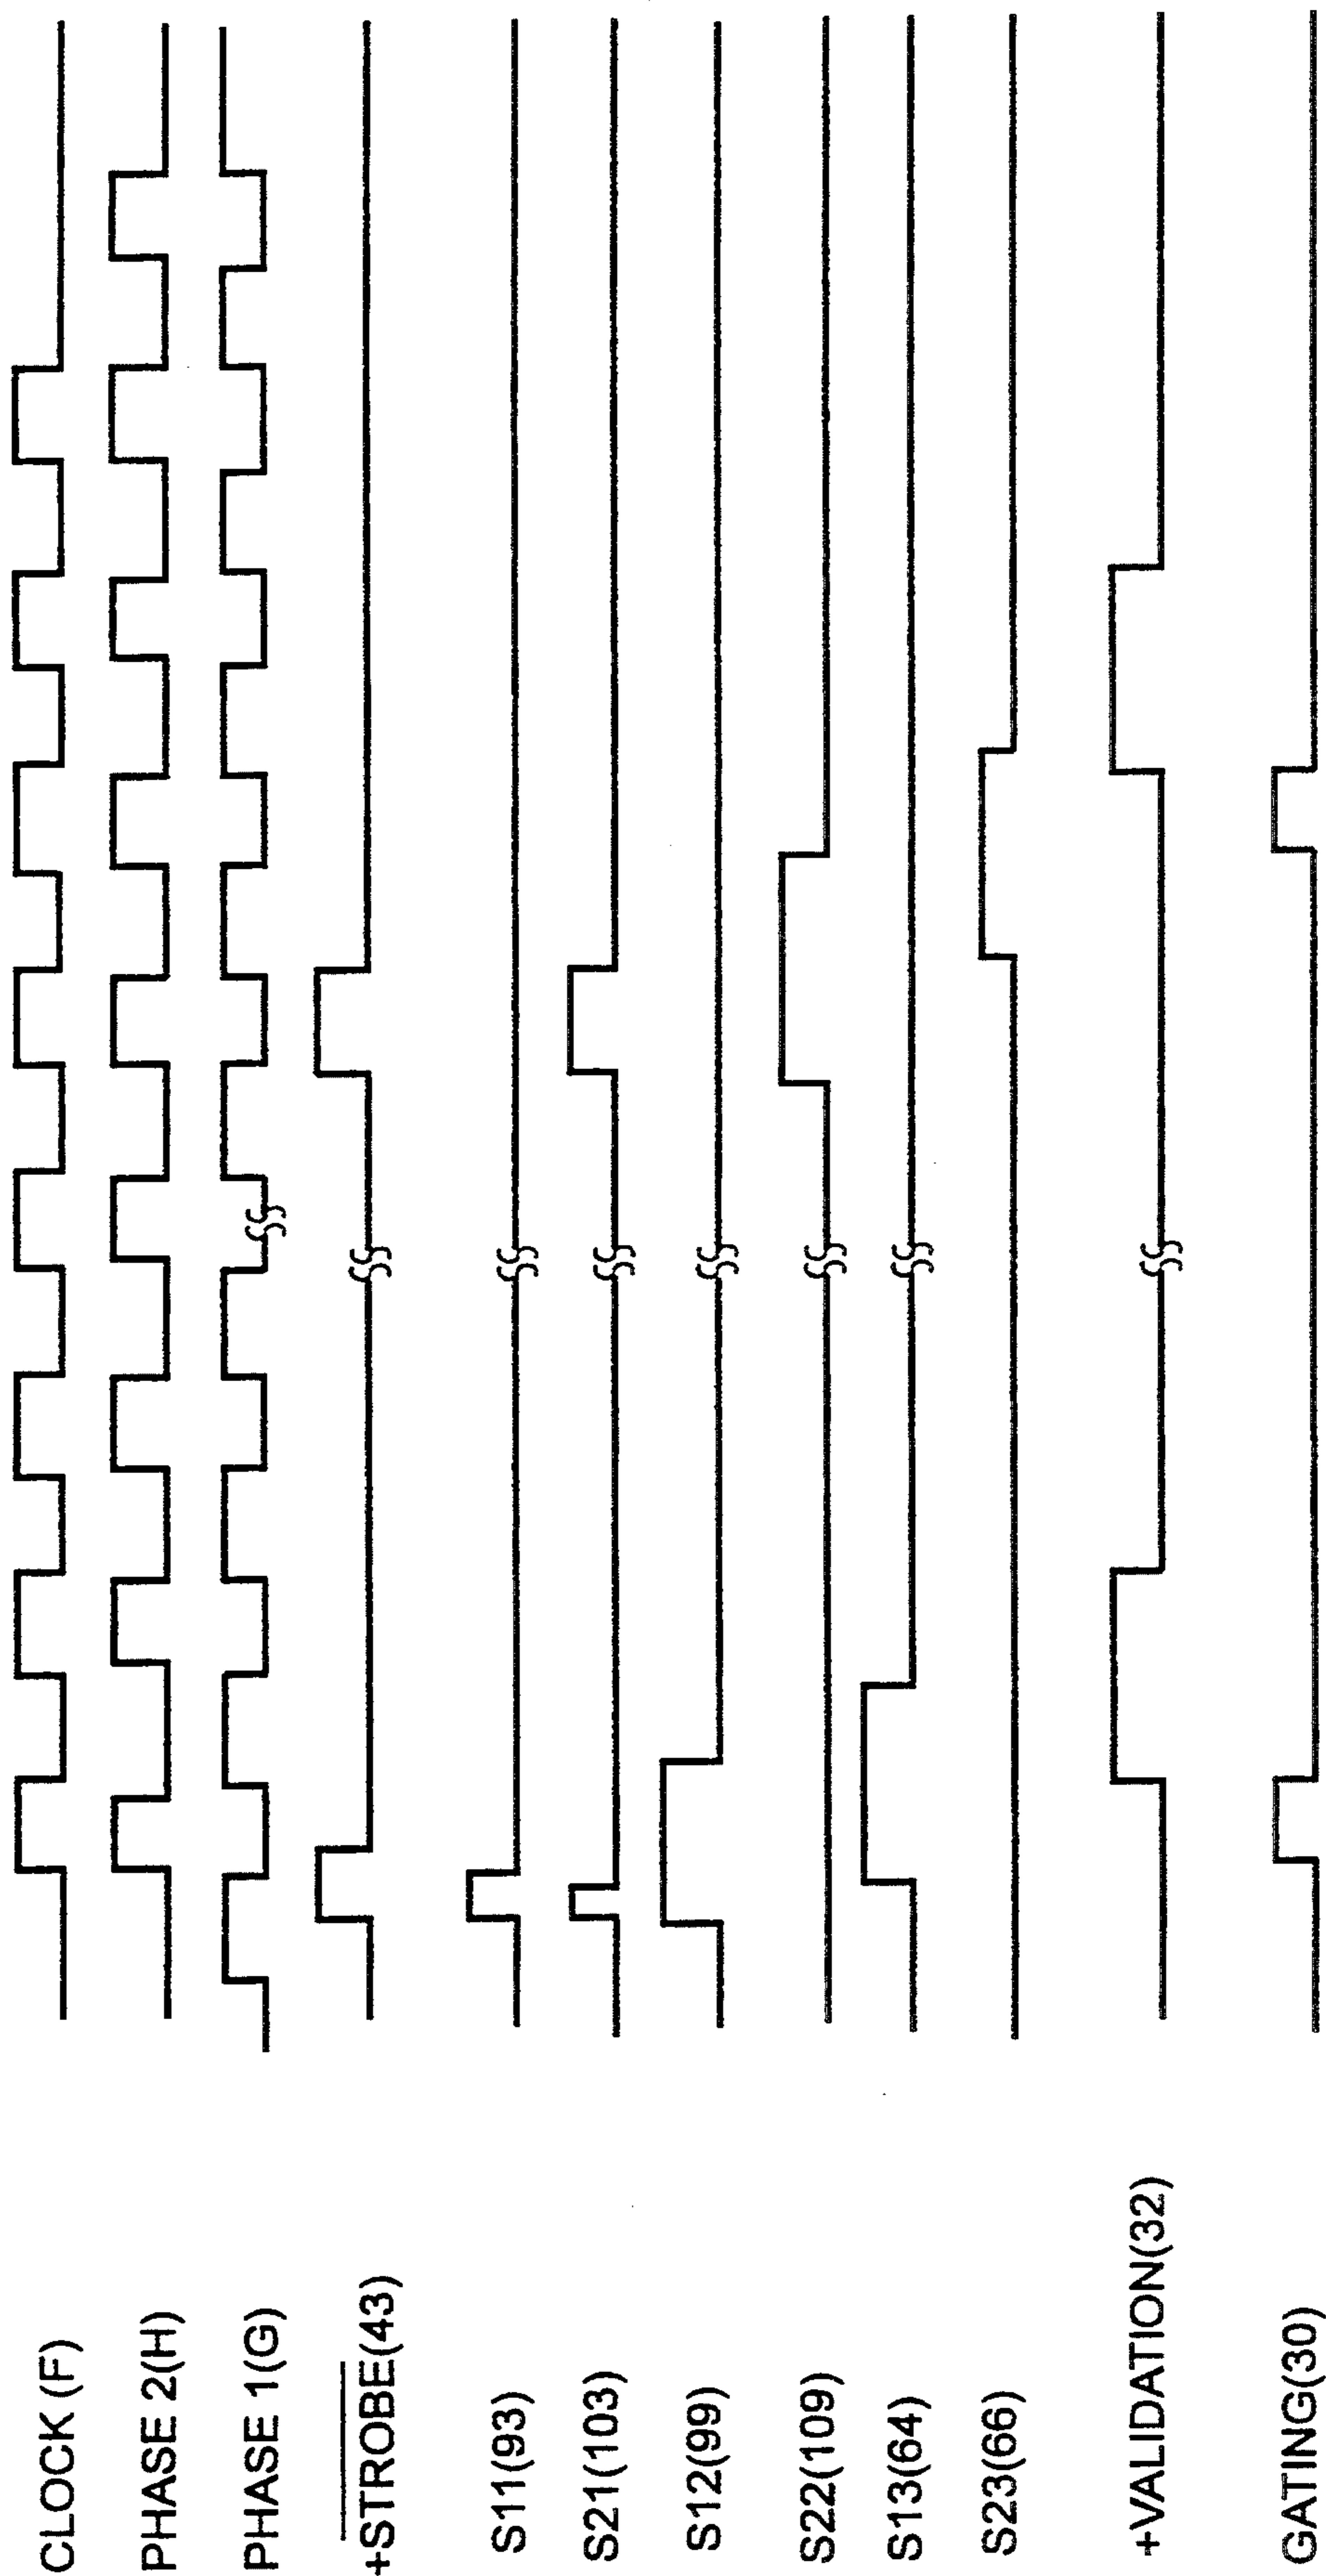 CLOCK (F)
PHASE 2(H)
PHASE 1(G)
+STROBE(43)
S11(93)
S21(103)
S12(99)
S22(109)
S13(64)
S23(66)
+VALIDATION(32)
GATING(30)